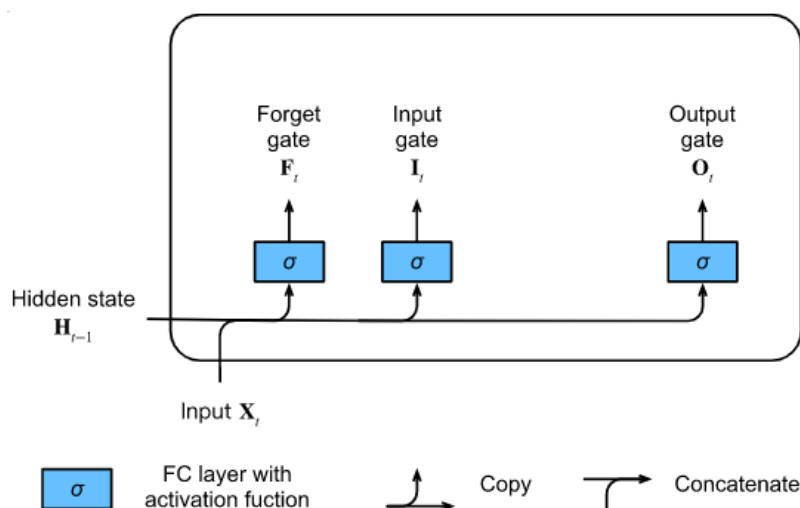 Forget
gate
F_t
Input
gate
I_t
Output
gate
O_t
σ
σ
σ
Hidden state
H_{t−1}
Input X_t
σ
FC layer with
activation fuction
Copy
Concatenate